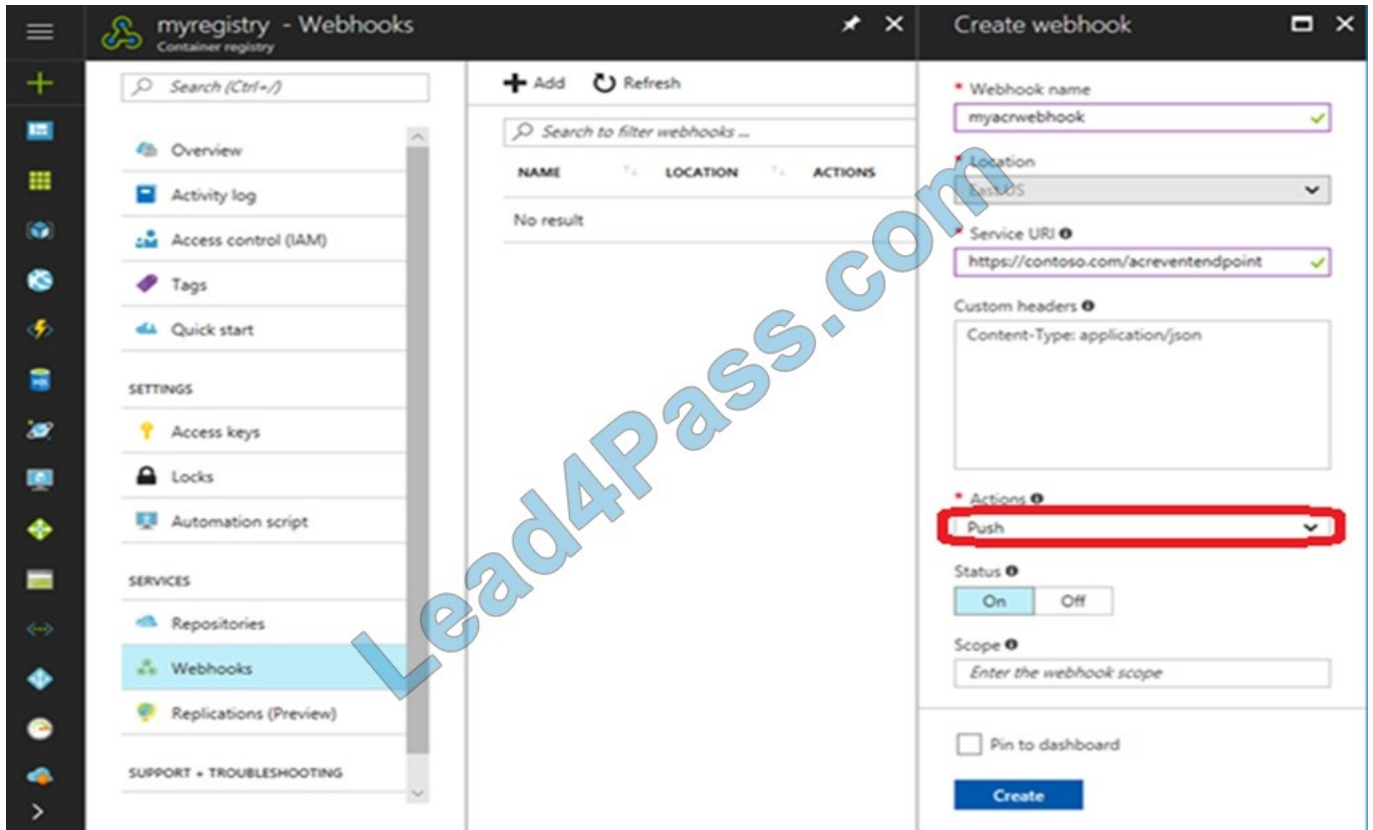 myregistry - Webhooks
Container registry
Search (Ctrl+/)
Overview
Activity log
Access control (IAM)
Tags
Quick start
SETTINGS
Access keys
Locks
Automation script
SERVICES
Repositories
Webhooks
Replications (Preview)
SUPPORT + TROUBLESHOOTING
Add
Refresh
Search to filter webhooks ...
NAME LOCATION ACTIONS
No result
Create webhook
* Webhook name
myacrwebhook
* Location
East US
* Service URI
https://contoso.com/acreventendpoint
Custom headers
Content-Type: application/json
* Actions
Push
Status
On Off
Scope
Enter the webhook scope
Pin to dashboard
Create
Lead4Pass.com